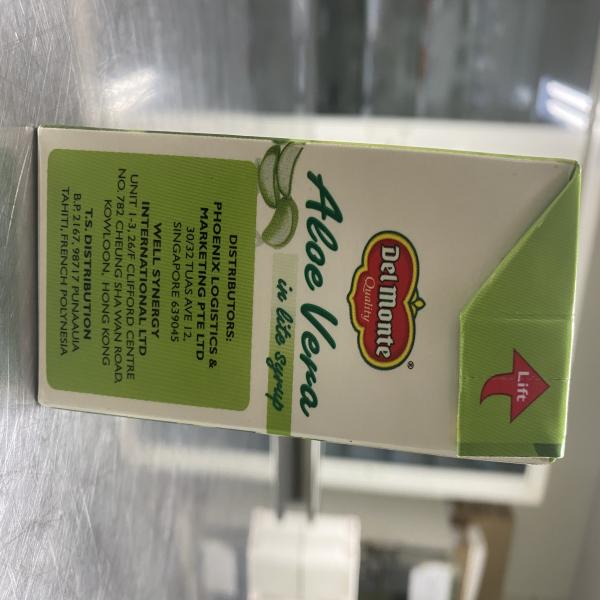 Lift
Del Monte
®
Quality
Aloe Vera
in lite syrup
DISTRIBUTORS:
PHOENIX LOGISTICS &
MARKETING PTE LTD
30/32 TUAS AVE 12,
SINGAPORE 639045
WELL SYNERGY
INTERNATIONAL LTD
UNIT 1-3, 26/F CLIFFORD CENTRE
NO. 782 CHEUNG SHA WAN ROAD,
KOWLOON, HONG KONG
T.S. DISTRIBUTION
B.P. 2167, 98717 PUNAAUIA
TAHITI, FRENCH POLYNESIA